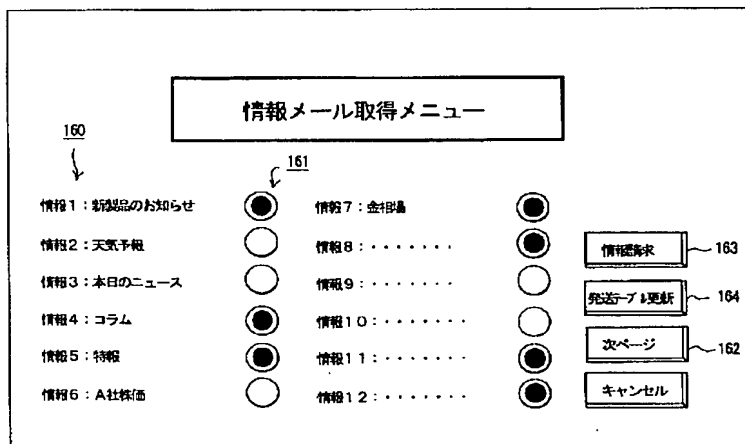 情報メール取得メニュー
160
161
情報1:新製品のお知らせ
情報2:天気予報
情報3:本日のニュース
情報4:コラム
情報5:特報
情報6:A社株価
情報7:金相場
情報8:・・・・・・・
情報9:・・・・・・・
情報10:・・・・・・・
情報11:・・・・・・・
情報12:・・・・・・・
情報請求
163
発送テーブル更新
164
次ページ
162
キャンセル